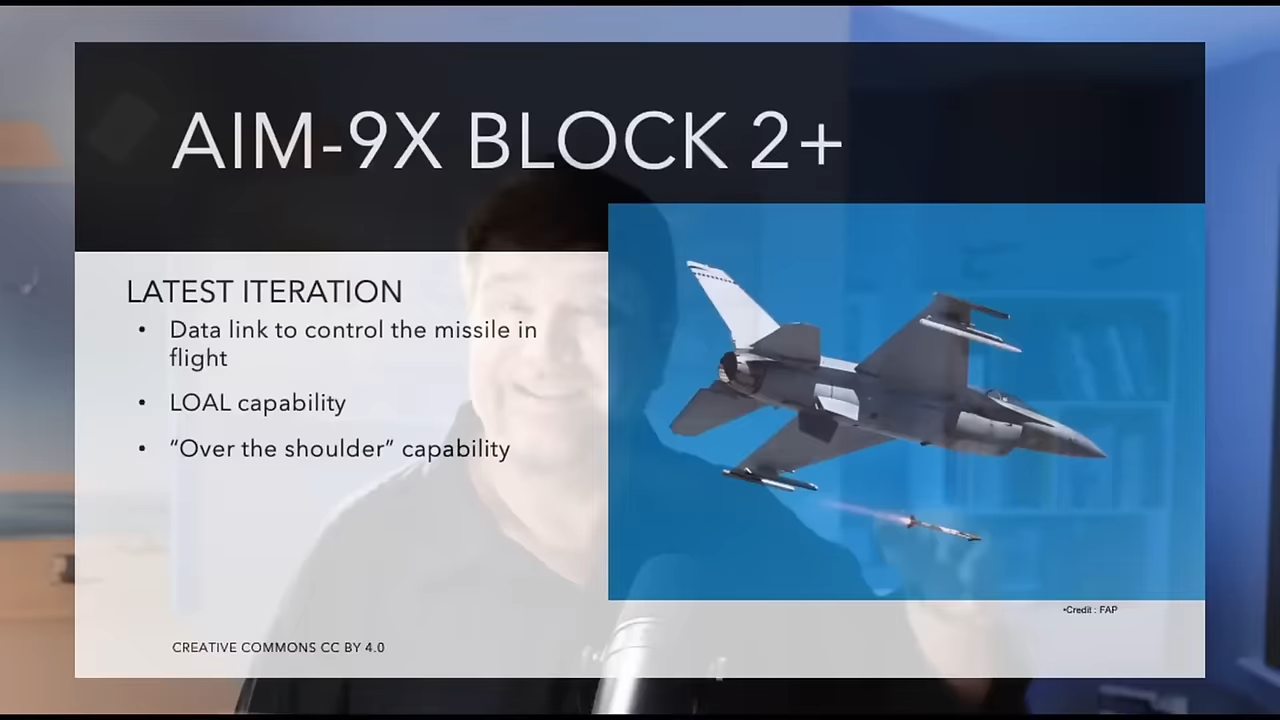 AIM-9X BLOCK 2+
LATEST ITERATION
• Data link to control the missile in
flight
• LOAL capability
• “Over the shoulder” capability
•Credit : FAP
CREATIVE COMMONS CC BY 4.0